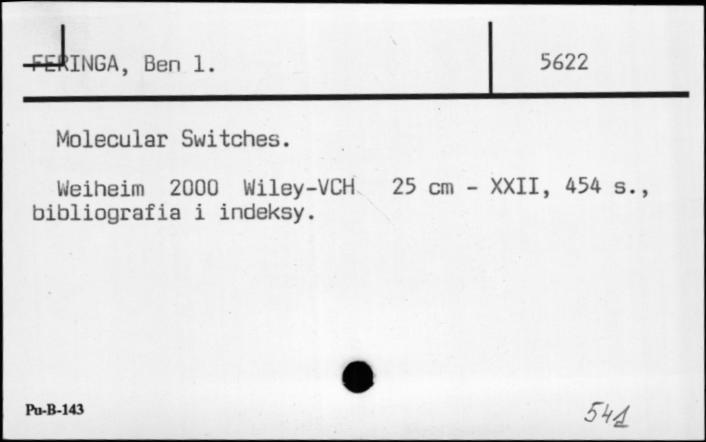 FERINGA, Ben l.
5622
Molecular Switches.
Weiheim 2000 Wiley-VCH 25 cm - XXII, 454 s.,
bibliografia i indeksy.
Pu-B-143
541